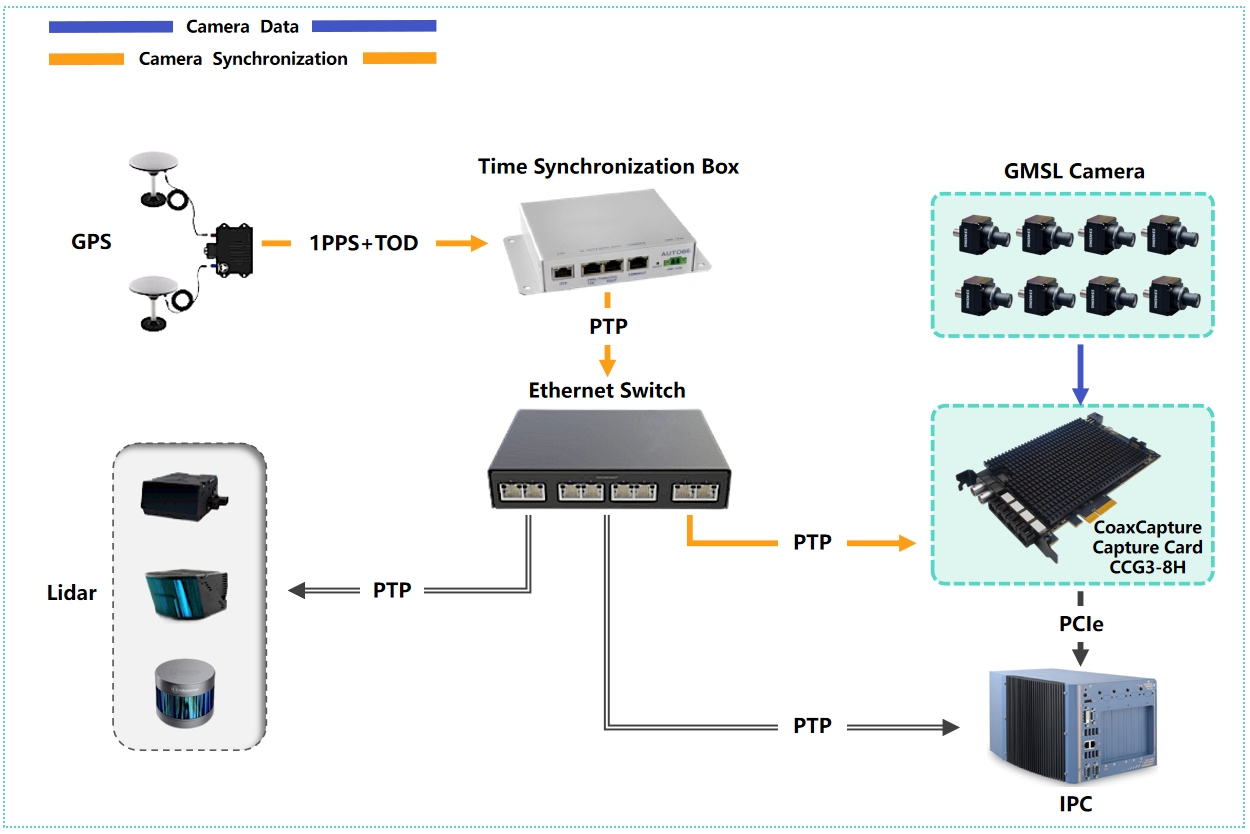 Camera Data
Camera Synchronization
Time Synchronization Box
GMSL Camera
GPS
1PPS+TOD
AUTO66
PTP
Ethernet Switch
CoaxCapture
Capture Card
CCG3-8H
PTP
Lidar
PTP
PCIe
PTP
IPC